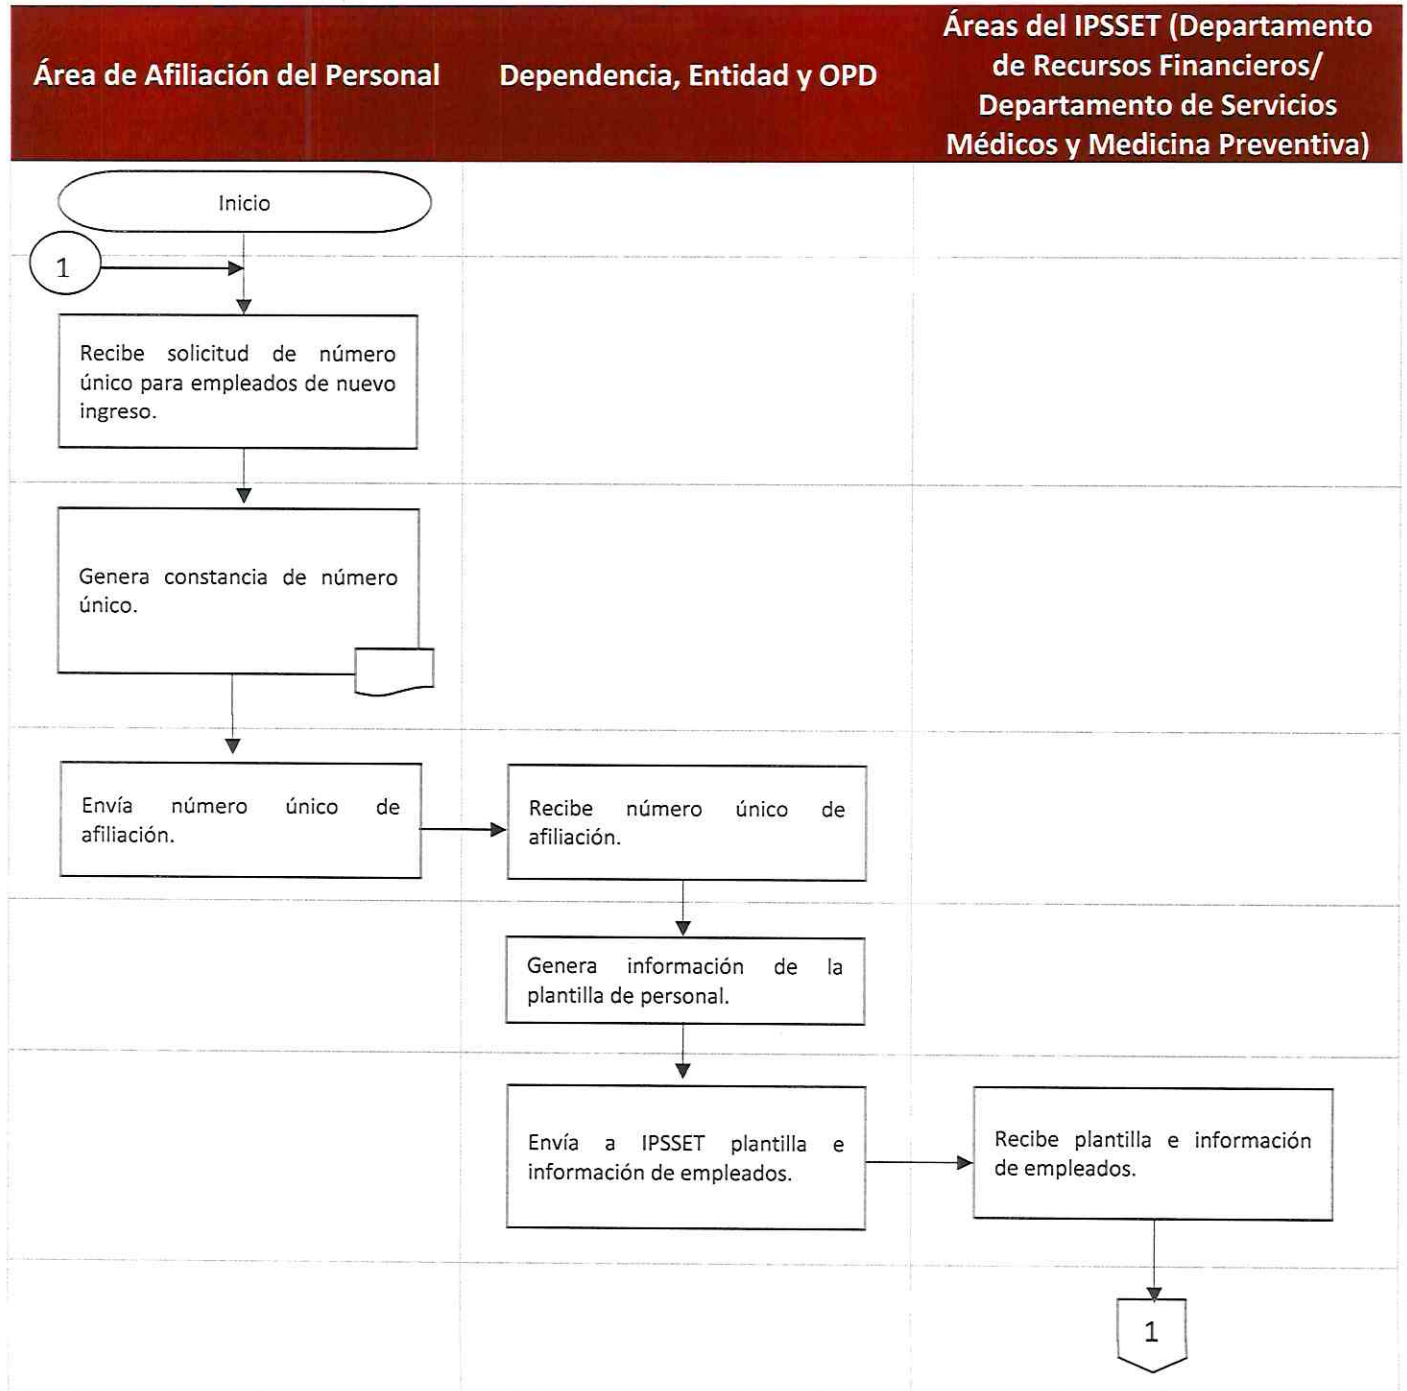 Área de Afiliación del Personal
Dependencia, Entidad y OPD
Áreas del IPSSET (Departamento
de Recursos Financieros/
Departamento de Servicios
Médicos y Medicina Preventiva)
Inicio
1
Recibe solicitud de número
único para empleados de nuevo
ingreso.
Genera constancia de número
único.
Envía número único de
afiliación.
Recibe número único de
afiliación.
Genera información de la
plantilla de personal.
Envía a IPSSET plantilla e
información de empleados.
Recibe plantilla e información
de empleados.
1